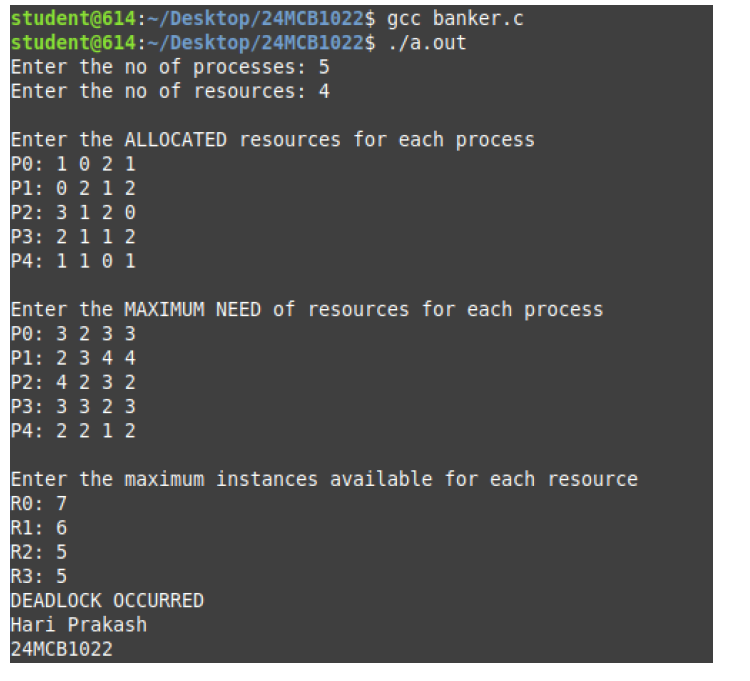 student@614:~/Desktop/24MCB1022$ gcc banker.c
student@614:~/Desktop/24MCB1022$ ./a.out
Enter the no of processes: 5
Enter the no of resources: 4
Enter the ALLOCATED resources for each process
P0: 1 0 2 1
P1: 0 2 1 2
P2: 3 1 2 0
P3: 2 1 1 2
P4: 1 1 0 1
Enter the MAXIMUM NEED of resources for each process
P0: 3 2 3 3
P1: 2 3 4 4
P2: 4 2 3 2
P3: 3 3 2 3
P4: 2 2 1 2
Enter the maximum instances available for each resource
R0: 7
R1: 6
R2: 5
R3: 5
DEADLOCK OCCURRED
Hari Prakash
24MCB1022